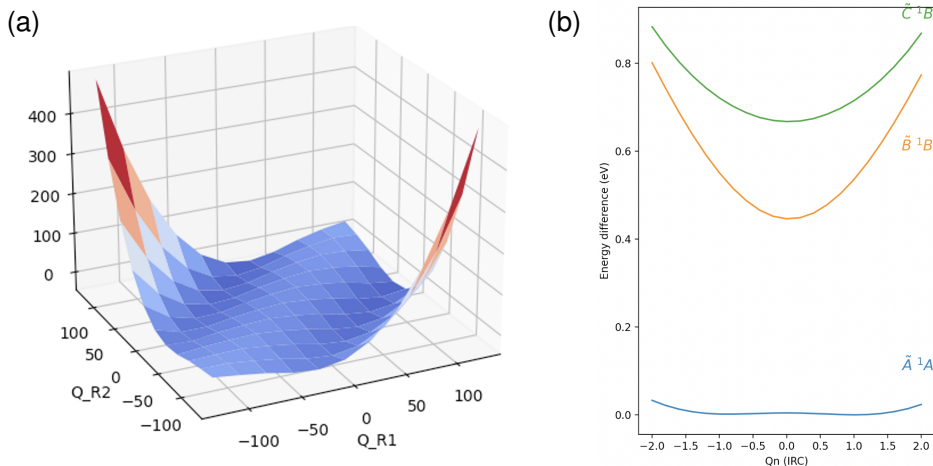 (a)
400
300
200
100
0
100
50
0
−50
−100
Q_R2
−100
−50
0
50
100
Q_R1
(b)
C̃ ¹B
B̃ ¹B
Ã ¹A
Energy difference (eV)
0.8
0.6
0.4
0.2
0.0
−2.0 −1.5 −1.0 −0.5 0.0 0.5 1.0 1.5 2.0
Qn (IRC)